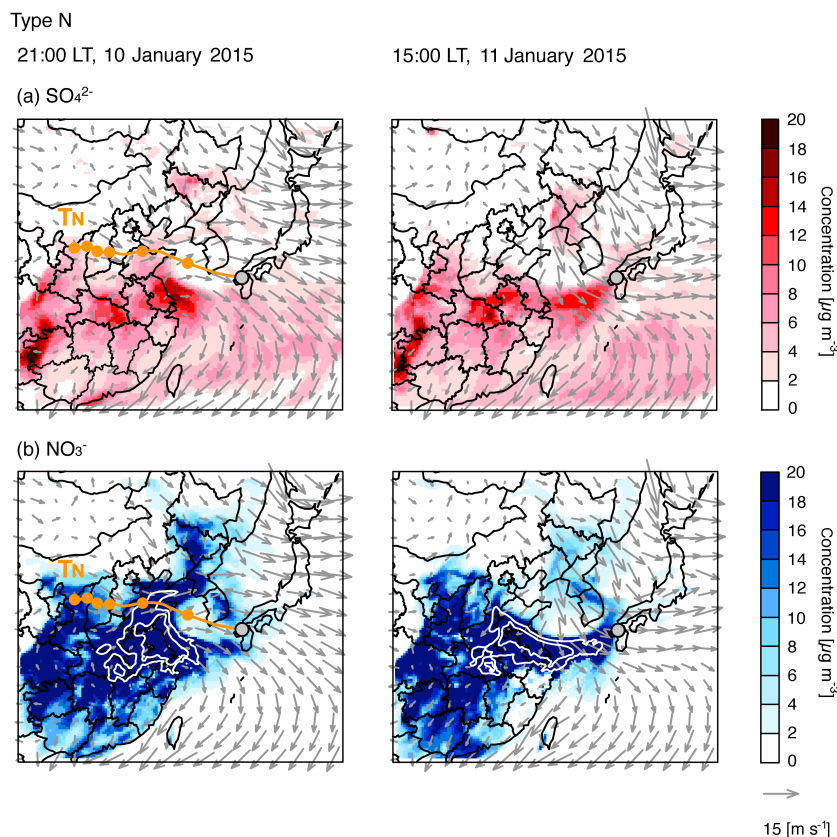 Type N
21:00 LT, 10 January 2015
15:00 LT, 11 January 2015
(a) SO₄²⁻
TN
20
18
16
14
12
10
8
6
4
2
0
Concentration [µg m⁻³]
(b) NO₃⁻
TN
20
18
16
14
12
10
8
6
4
2
0
Concentration [µg m⁻³]
15 [m s⁻¹]